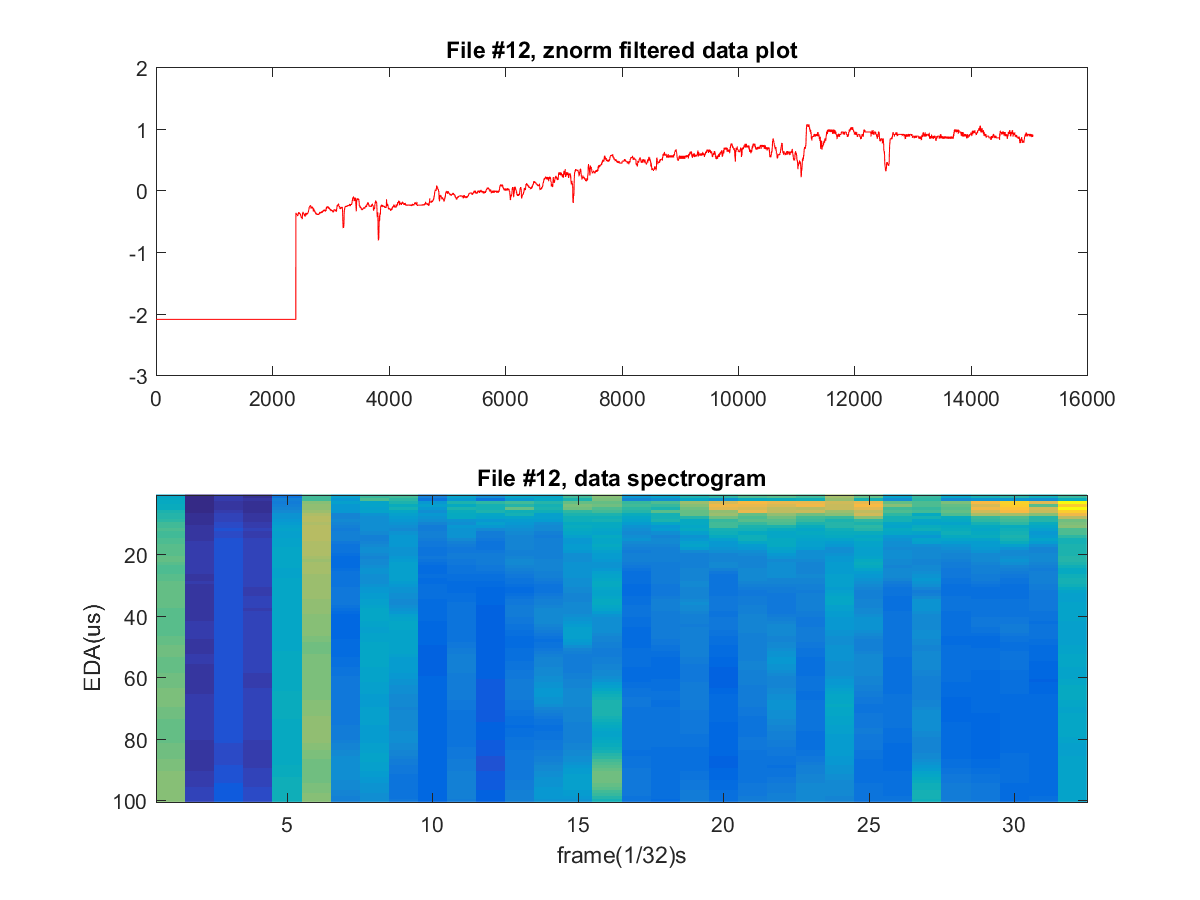 File #12, znorm filtered data plot
2
1
0
-1
-2
-3
0 2000 4000 6000 8000 10000 12000 14000 16000
File #12, data spectrogram
20
40
60
80
100
EDA(us)
5 10 15 20 25 30
frame(1/32)s